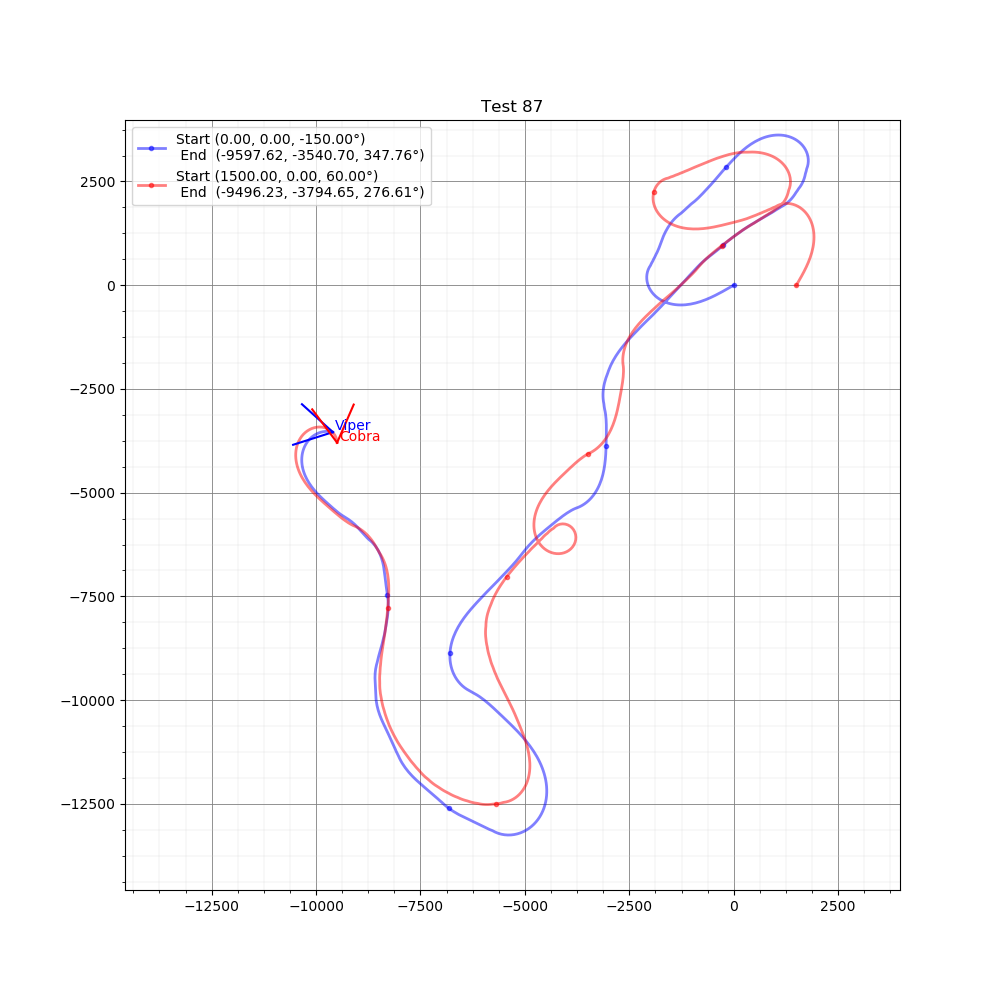 Test 87
Start (0.00, 0.00, -150.00°)
End  (-9597.62, -3540.70, 347.76°)
Start (1500.00, 0.00, 60.00°)
End  (-9496.23, -3794.65, 276.61°)
2500
0
−2500
−5000
−7500
−10000
−12500
Viper
Cobra
−12500
−10000
−7500
−5000
−2500
0
2500